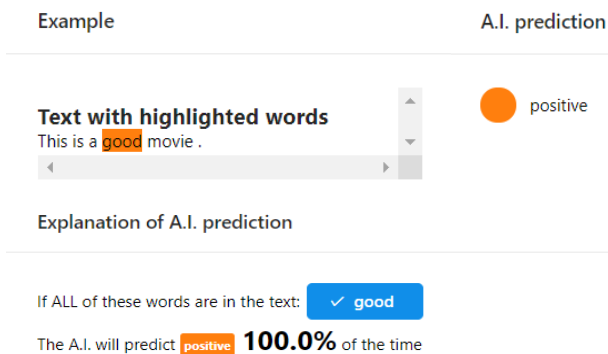 Example
A.I. prediction
Text with highlighted words
This is a good movie .
positive
Explanation of A.I. prediction
If ALL of these words are in the text: ✓ good
The A.I. will predict positive 100.0% of the time